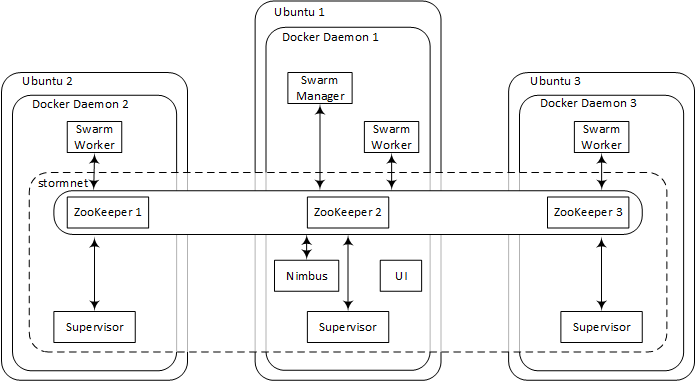 Ubuntu 1
Docker Daemon 1
Swarm
Manager
Swarm
Worker
Ubuntu 2
Docker Daemon 2
Swarm
Worker
Ubuntu 3
Docker Daemon 3
Swarm
Worker
stormnet
ZooKeeper 1
ZooKeeper 2
ZooKeeper 3
Nimbus
UI
Supervisor
Supervisor
Supervisor